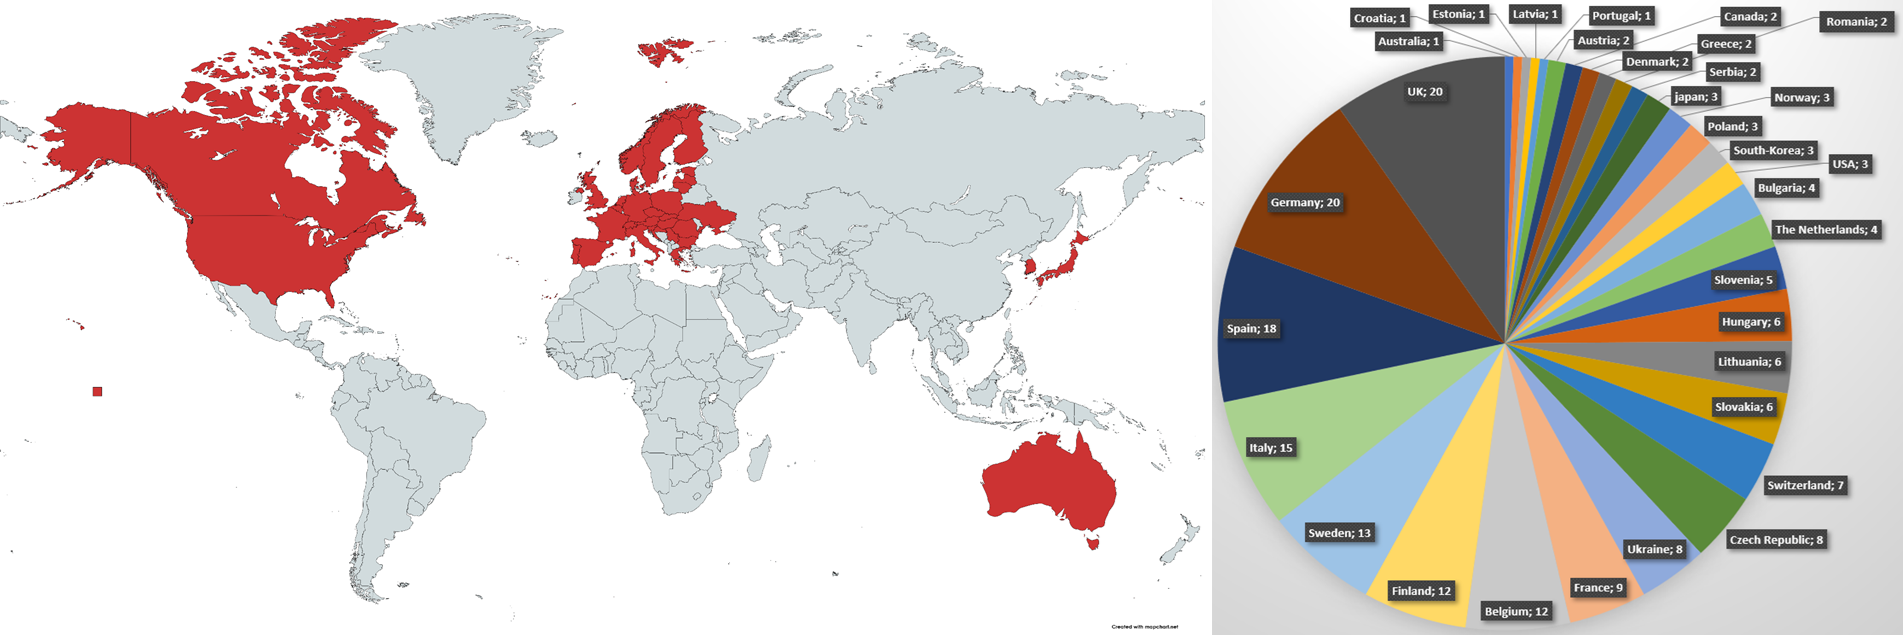 Created with mapchart.net
Croatia; 1
Estonia; 1
Latvia; 1
Portugal; 1
Canada; 2
Romania; 2
Australia; 1
Austria; 2
Greece; 2
Denmark; 2
Serbia; 2
japan; 3
Norway; 3
Poland; 3
South-Korea; 3
USA; 3
Bulgaria; 4
The Netherlands; 4
Slovenia; 5
Hungary; 6
Lithuania; 6
Slovakia; 6
Switzerland; 7
Czech Republic; 8
Ukraine; 8
France; 9
Belgium; 12
Finland; 12
Sweden; 13
Italy; 15
Spain; 18
Germany; 20
UK; 20